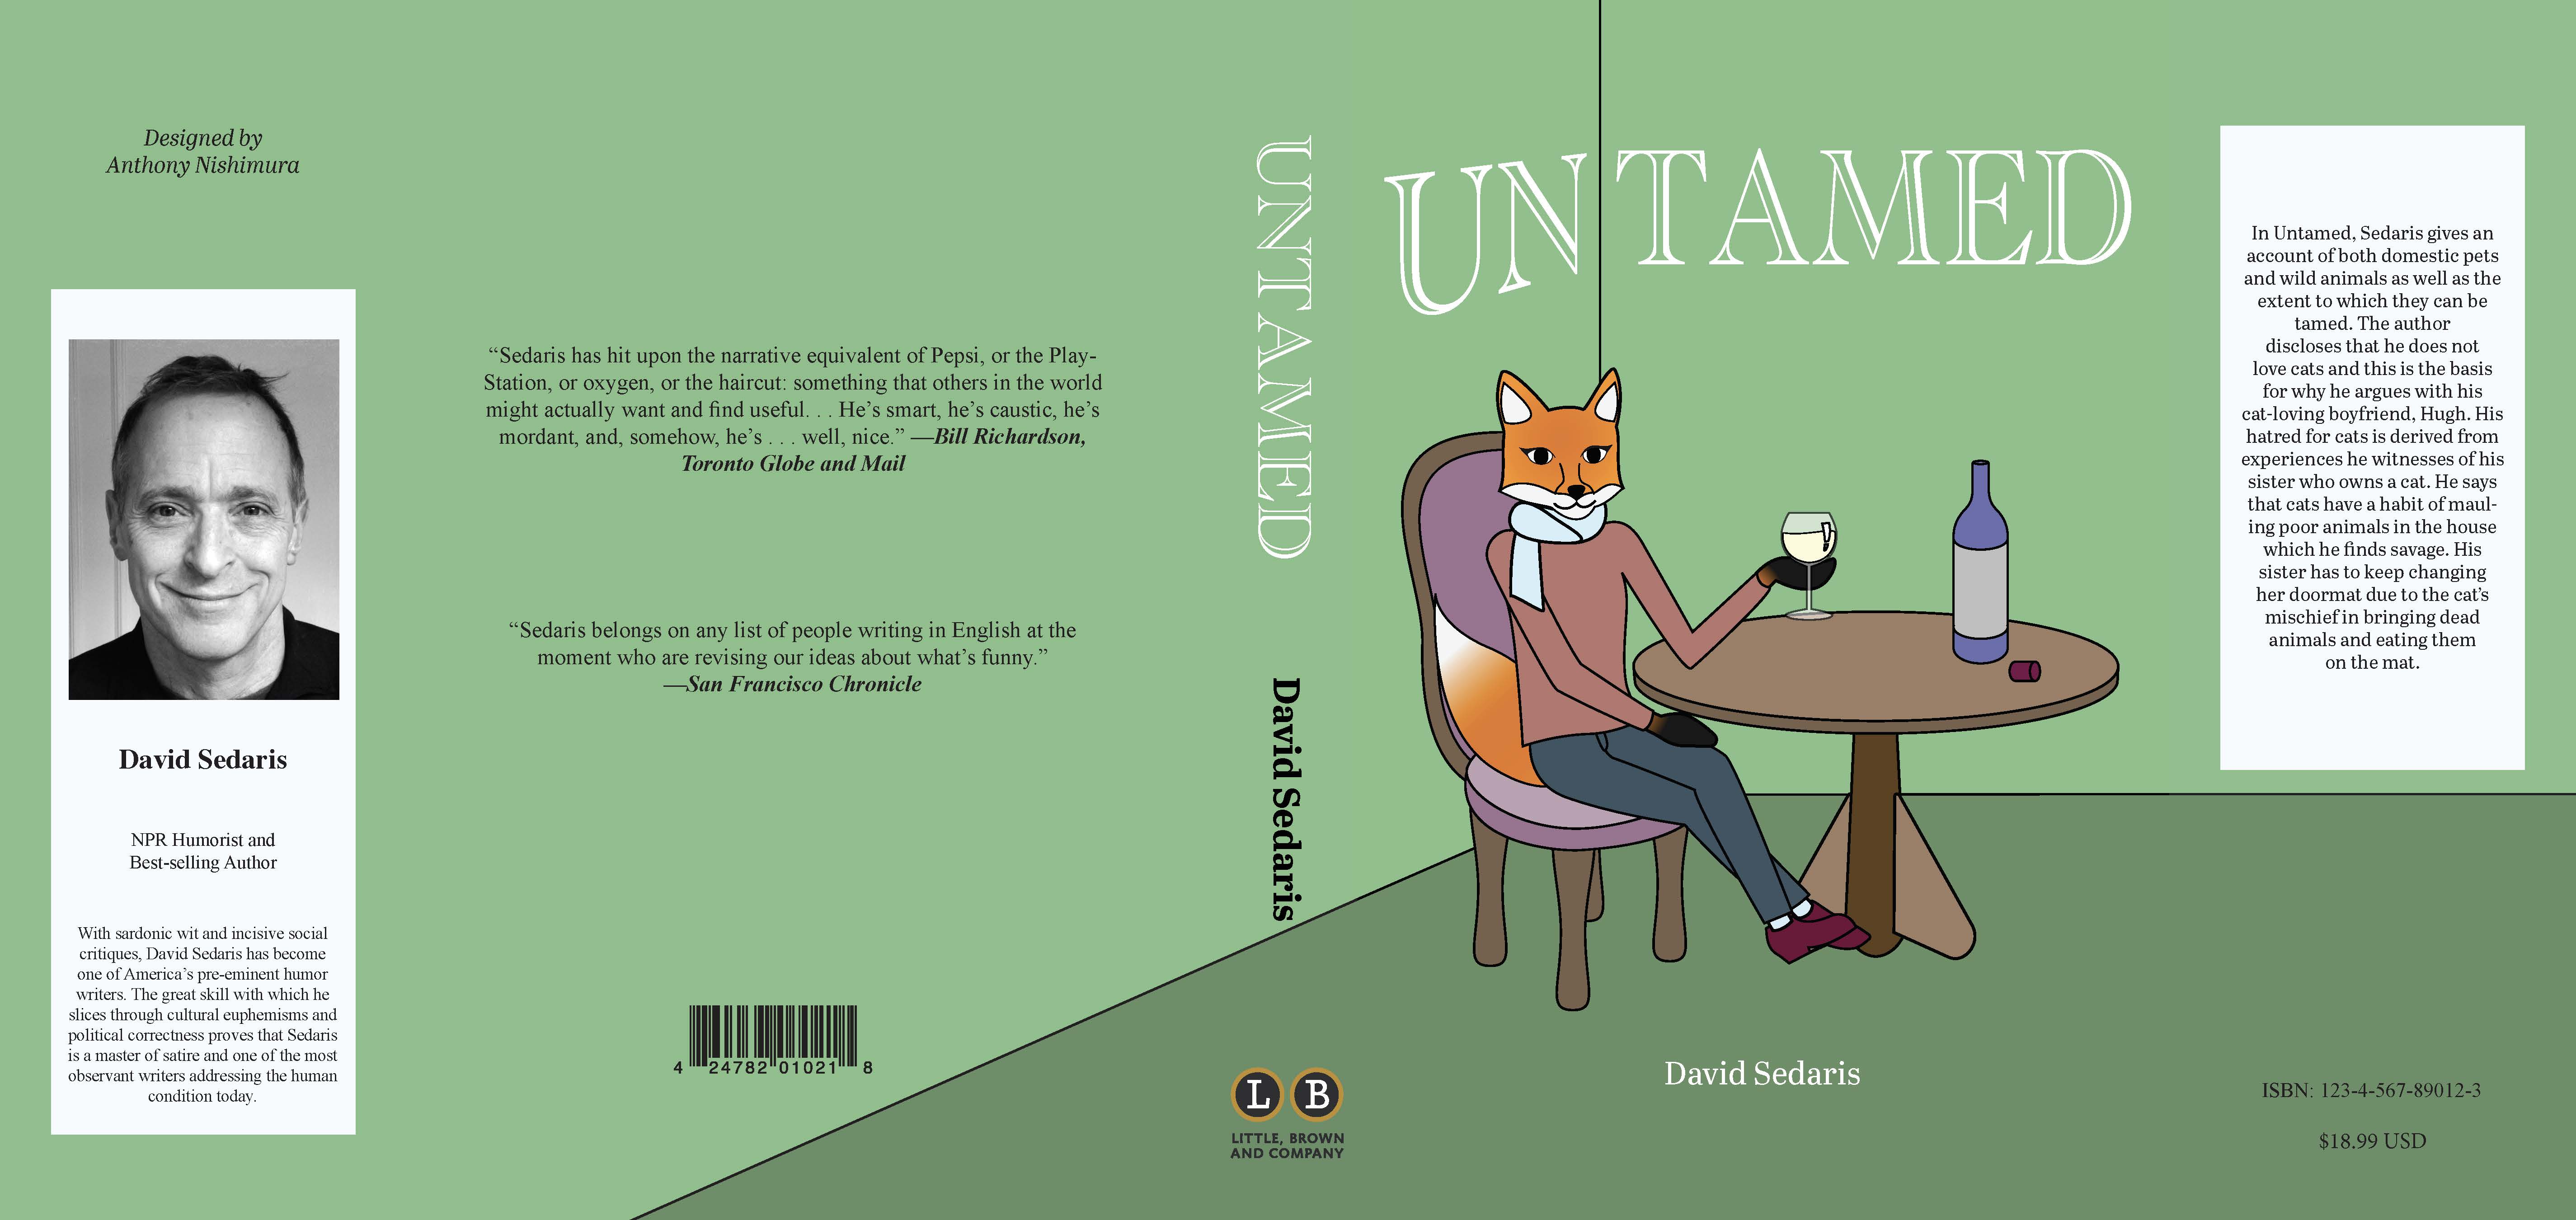 Designed by
Anthony Nishimura
David Sedaris
NPR Humorist and
Best-selling Author
With sardonic wit and incisive social
critiques, David Sedaris has become
one of America’s pre-eminent humor
writers. The great skill with which he
slices through cultural euphemisms and
political correctness proves that Sedaris
is a master of satire and one of the most
observant writers addressing the human
condition today.
“Sedaris has hit upon the narrative equivalent of Pepsi, or the Play-
Station, or oxygen, or the haircut: something that others in the world
might actually want and find useful. . . He’s smart, he’s caustic, he’s
mordant, and, somehow, he’s . . . well, nice.” —Bill Richardson,
Toronto Globe and Mail
“Sedaris belongs on any list of people writing in English at the
moment who are revising our ideas about what’s funny.”
—San Francisco Chronicle
4 24782 01021 8
UNTAMED
David Sedaris
L B
LITTLE, BROWN
AND COMPANY
UNTAMED
David Sedaris
In Untamed, Sedaris gives an
account of both domestic pets
and wild animals as well as the
extent to which they can be
tamed. The author
discloses that he does not
love cats and this is the basis
for why he argues with his
cat-loving boyfriend, Hugh. His
hatred for cats is derived from
experiences he witnesses of his
sister who owns a cat. He says
that cats have a habit of maul-
ing poor animals in the house
which he finds savage. His
sister has to keep changing
her doormat due to the cat’s
mischief in bringing dead
animals and eating them
on the mat.
ISBN: 123-4-567-89012-3
$18.99 USD